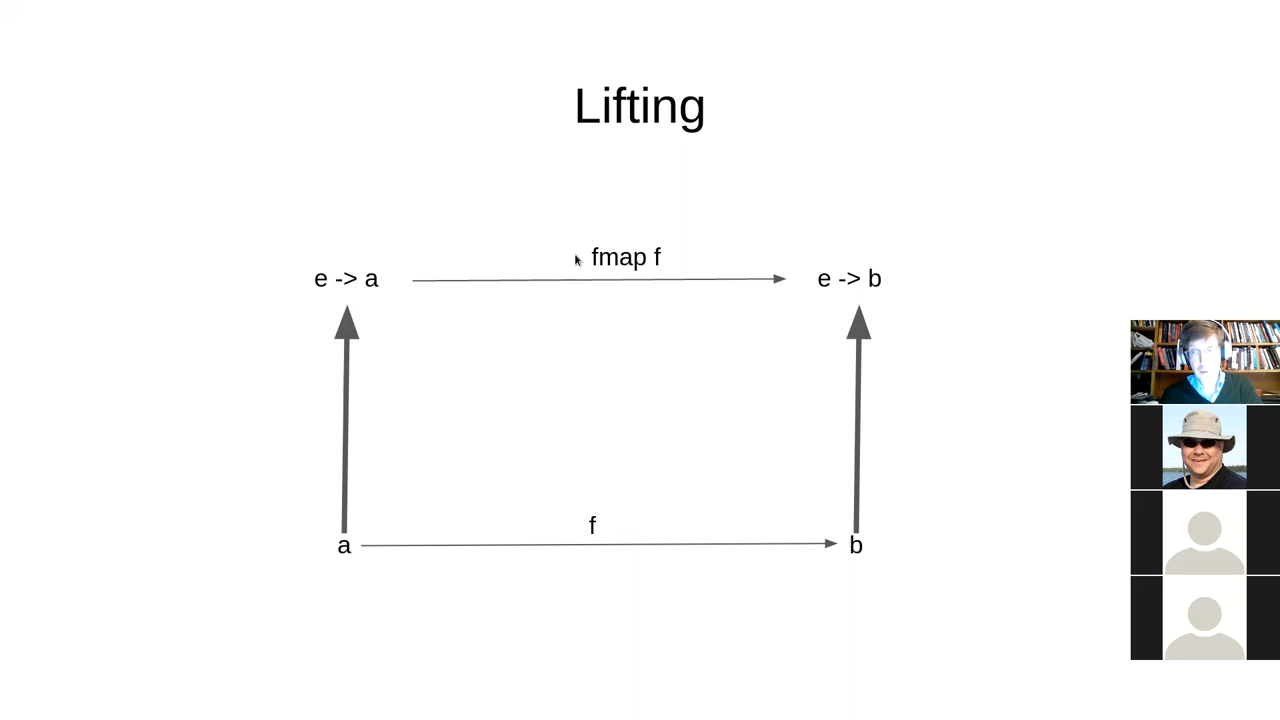 Lifting
fmap f
e -> a
e -> b
f
a
b